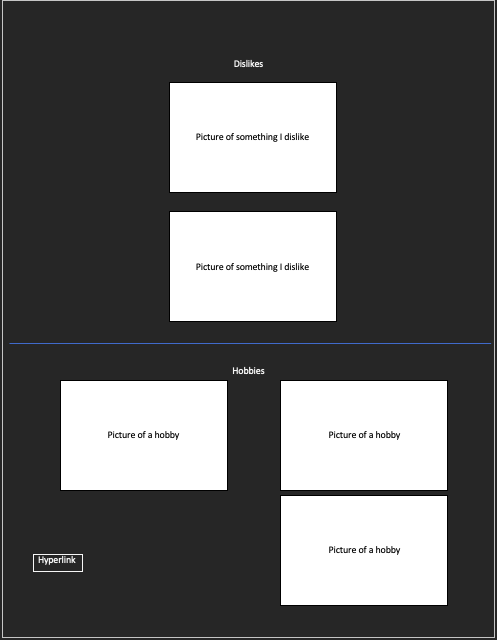 Dislikes
Picture of something I dislike
Picture of something I dislike
Hobbies
Picture of a hobby
Picture of a hobby
Picture of a hobby
Hyperlink